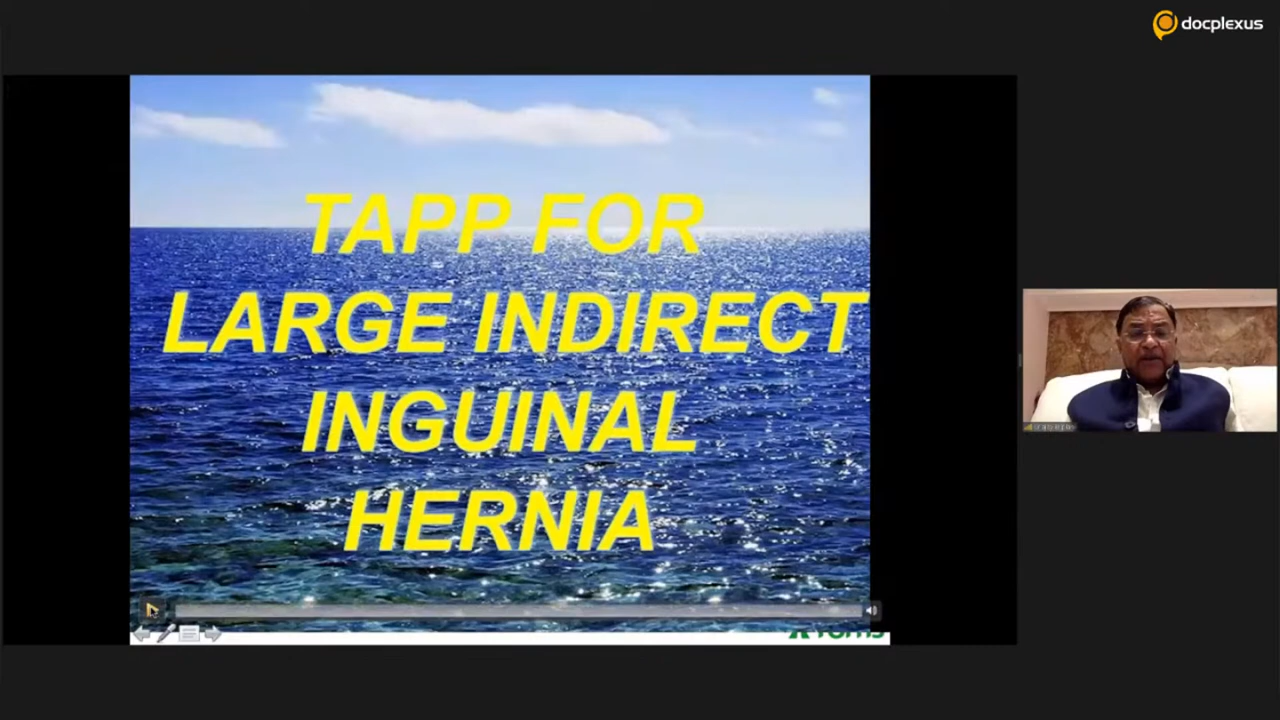 docplexus
TAPP FOR
LARGE INDIRECT
INGUINAL
HERNIA